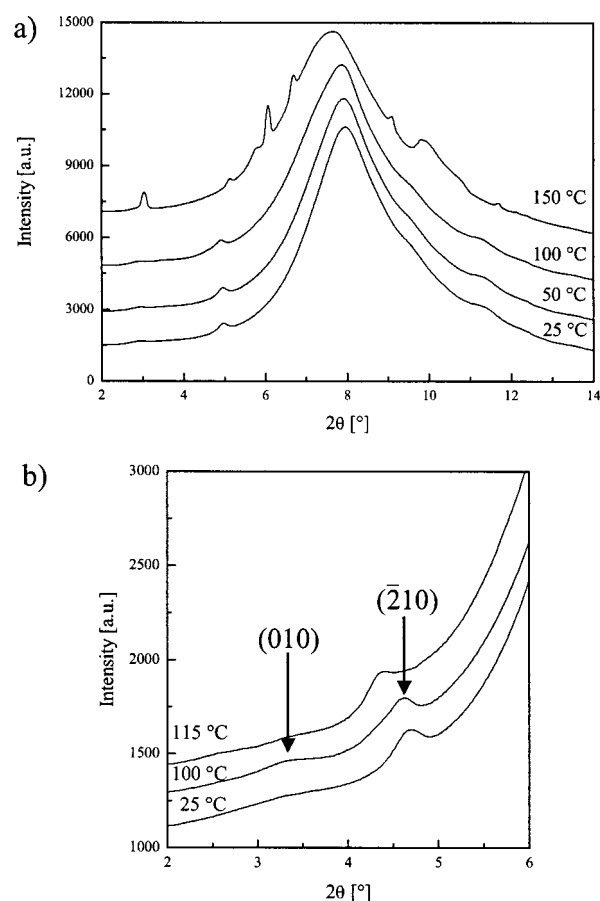 a)
Intensity [a.u.]
15000
12000
9000
6000
3000
0
150 °C
100 °C
50 °C
25 °C
2 4 6 8 10 12 14
2θ [°]
b)
Intensity [a.u.]
3000
2500
2000
1500
1000
(010)
(2̅10)
115 °C
100 °C
25 °C
2 3 4 5 6
2θ [°]